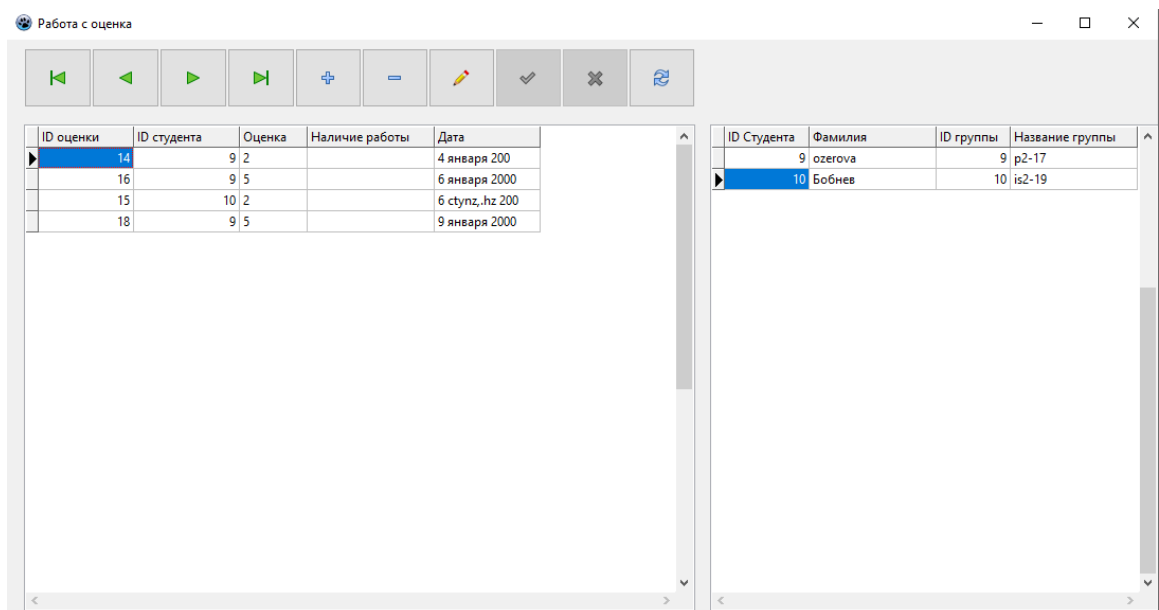 Работа с оценка
ID оценки ID студента Оценка Наличие работы Дата
14 9 2 4 января 200
16 9 5 6 января 2000
15 10 2 6 ctynz,.hz 200
18 9 5 9 января 2000
ID Студента Фамилия ID группы Название группы
9 ozerova 9 p2-17
10 Бобнев 10 is2-19